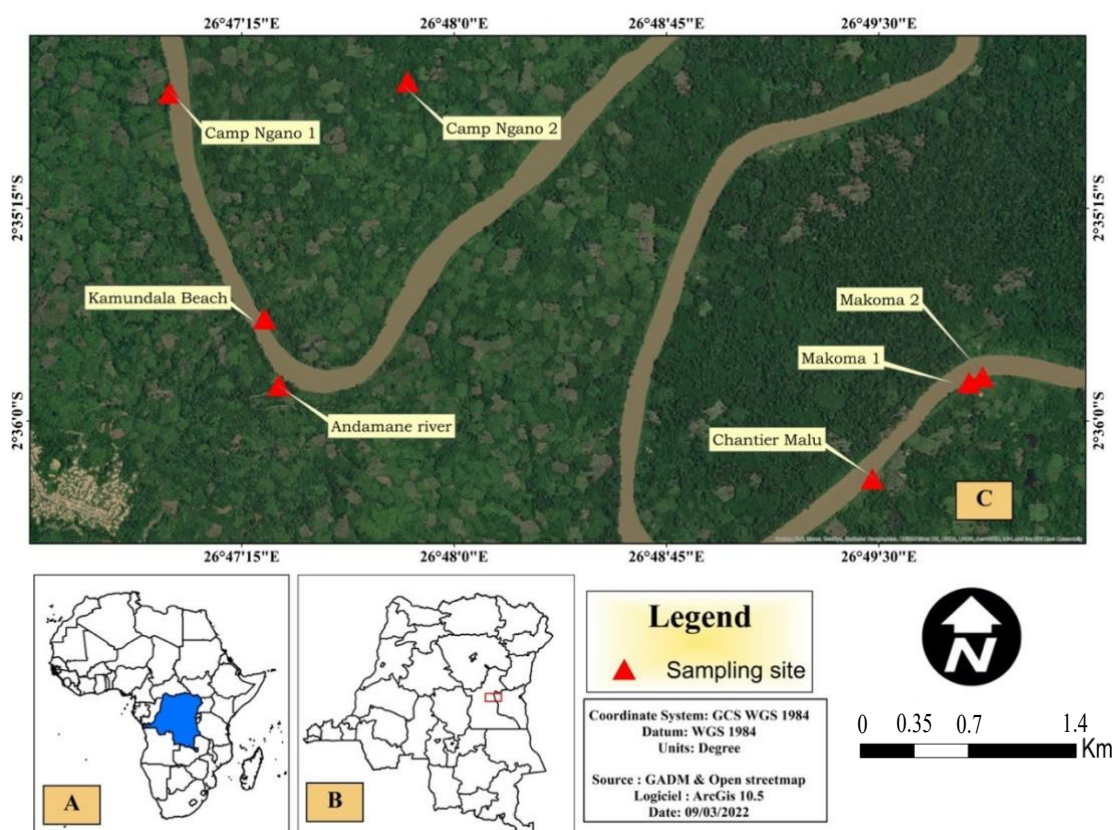 26°47'15"E 26°48'0"E 26°48'45"E 26°49'30"E
2°35'15"S
2°36'0"S
Camp Ngano 1
Camp Ngano 2
Kamundala Beach
Andamane river
Makoma 2
Makoma 1
Chantier Malu
C
2°35'15"S
2°36'0"S
26°47'15"E 26°48'0"E 26°48'45"E 26°49'30"E
A
B
Legend
Sampling site
Coordinate System: GCS WGS 1984
Datum: WGS 1984
Units: Degree
Source : GADM & Open streetmap
Logiciel : ArcGis 10.5
Date: 09/03/2022
N
0 0.35 0.7 1.4
Km